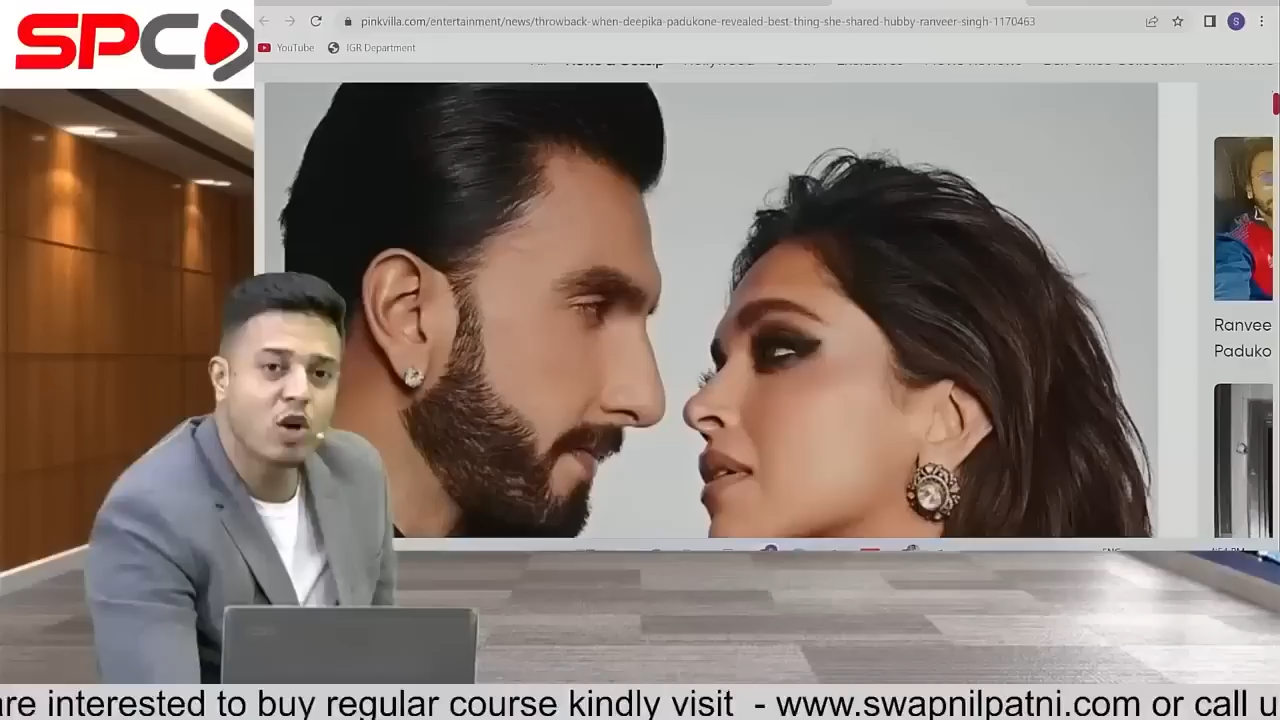 SPC
pinkvilla.com/entertainment/news/throwback-when-deepika-padukone-revealed-best-thing-she-shared-hubby-ranveer-singh-1170463
S
YouTube
IGR Department
Ranvee
Paduko
ENG
are interested to buy regular course kindly visit - www.swapnilpatni.com or call u